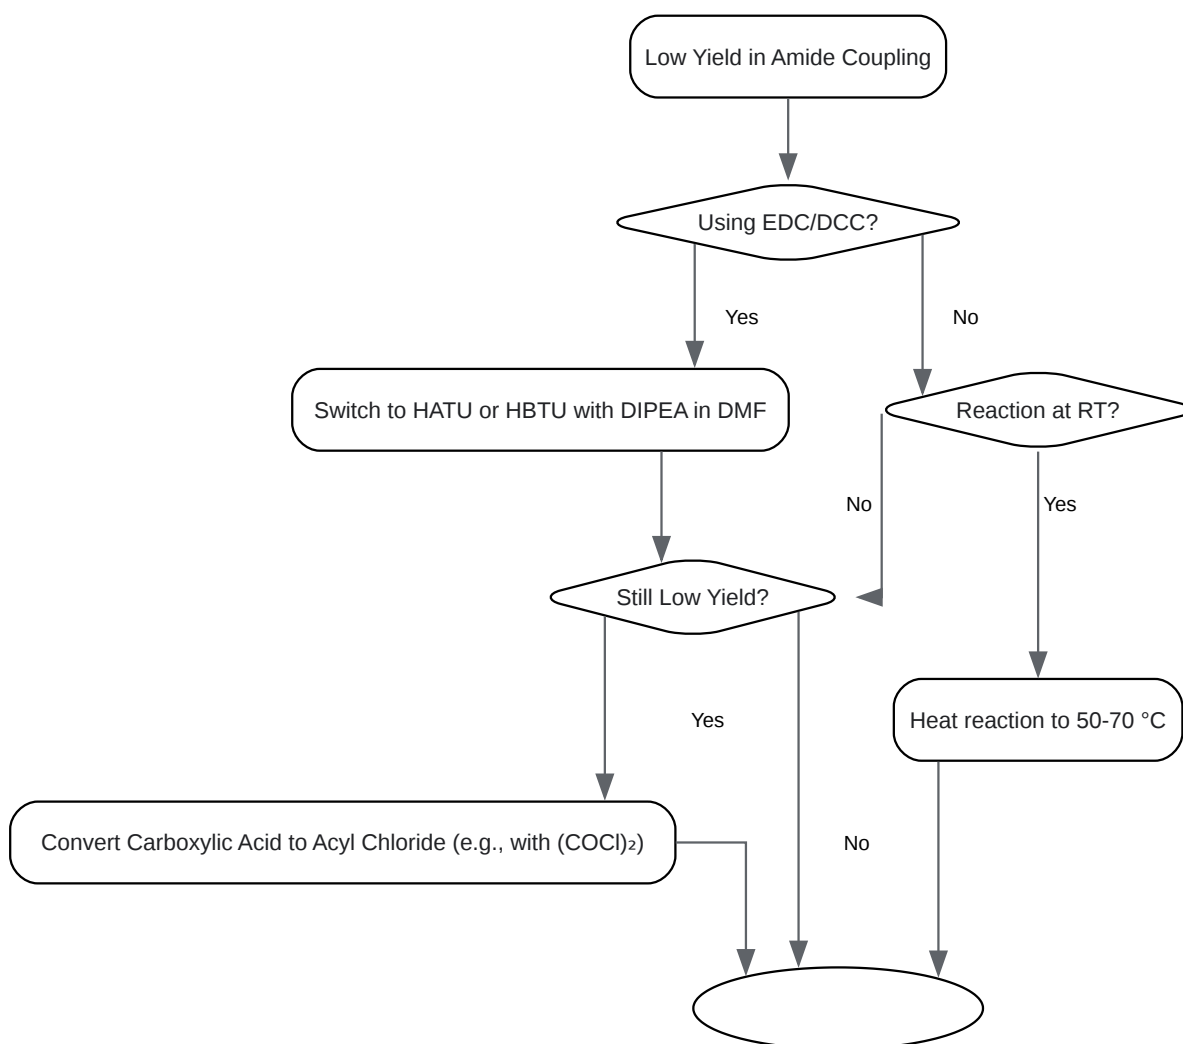 Low Yield in Amide Coupling
Using EDC/DCC?
Yes
No
Switch to HATU or HBTU with DIPEA in DMF
Reaction at RT?
No
Yes
Still Low Yield?
Yes
Heat reaction to 50-70 °C
Convert Carboxylic Acid to Acyl Chloride (e.g., with (COCl)₂)
No